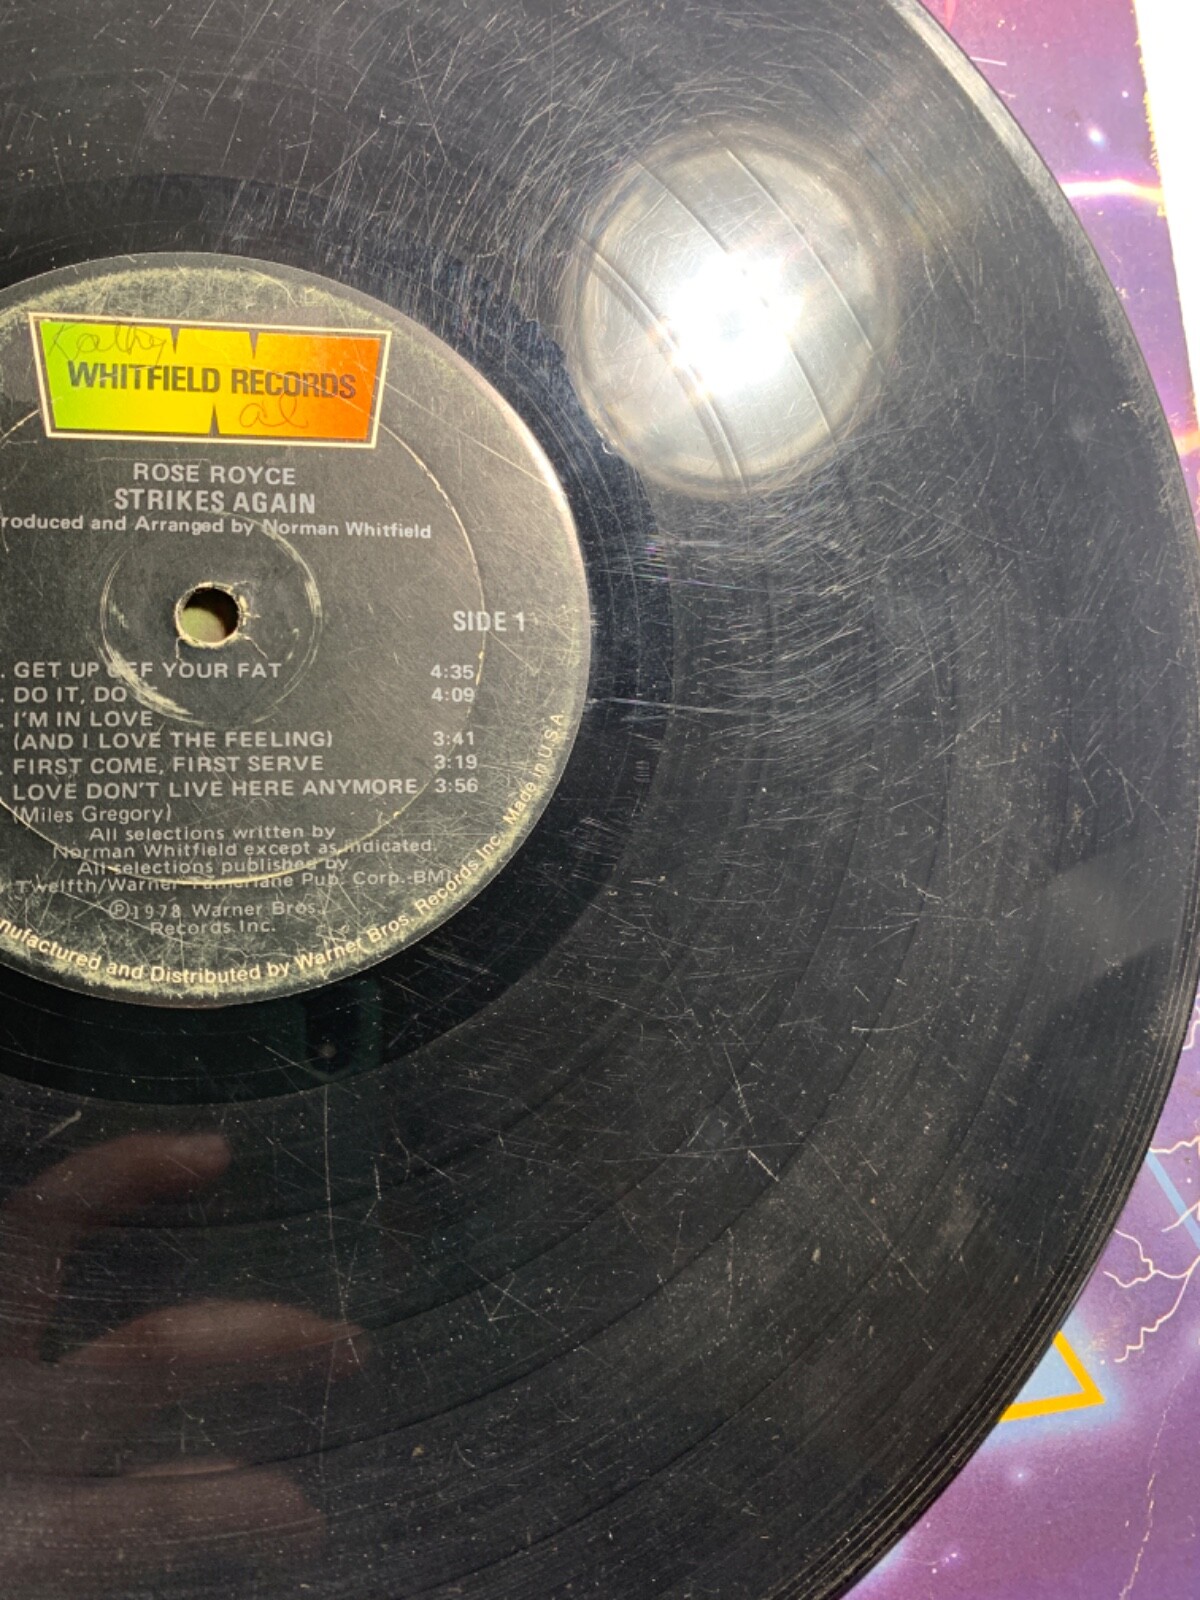 Kathy
WHITFIELD RECORDS
al
ROSE ROYCE
STRIKES AGAIN
roduced and Arranged by Norman Whitfield
SIDE 1
. GET UP OFF YOUR FAT 4:35
. DO IT, DO 4:09
. I'M IN LOVE
(AND I LOVE THE FEELING) 3:41
. FIRST COME, FIRST SERVE 3:19
LOVE DON'T LIVE HERE ANYMORE 3:56
(Miles Gregory)
All selections written by
Norman Whitfield except as indicated.
All selections published by
Twelfth/Warner Tamerlane Pub. Corp.-BMI
℗1978 Warner Bros.
Records Inc.
nufactured and Distributed by Warner Bros. Records Inc. Made in U.S.A